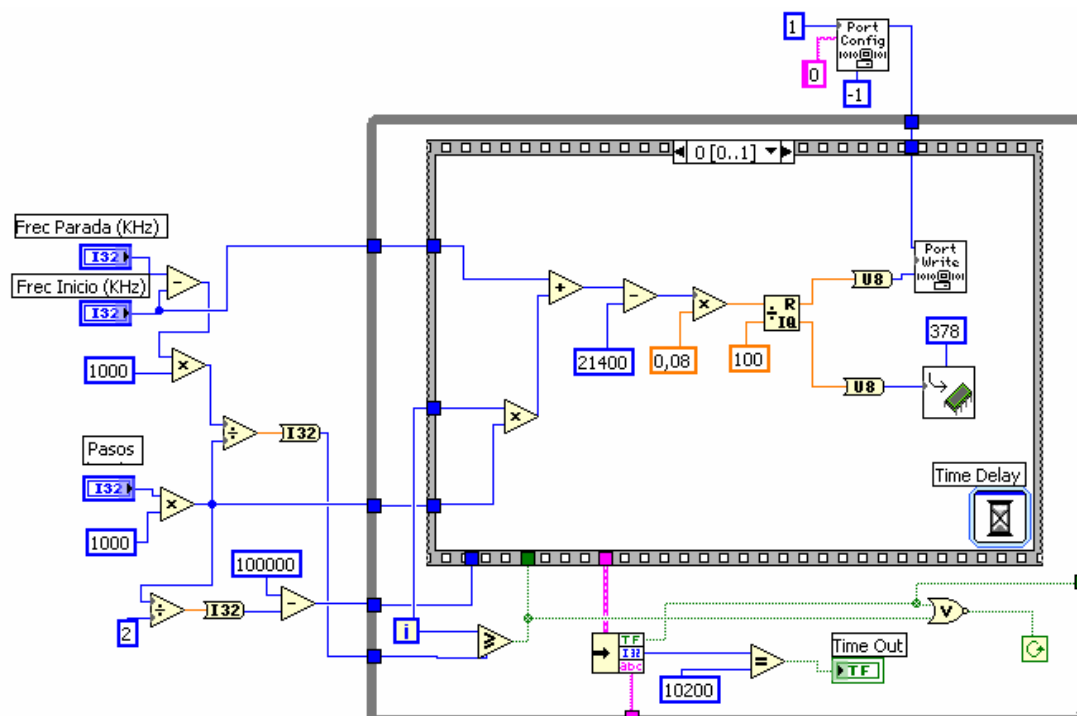 1
Port
Config
0
-1
0 [0..1]
Frec Parada (KHz)
I32
Frec Inicio (KHz)
I32
Port
Write
R
IQ
U8
378
1000
21400
0,08
100
U8
I32
Pasos
I32
1000
Time Delay
100000
2
I32
i
TF
I32
abc
Time Out
TF
10200